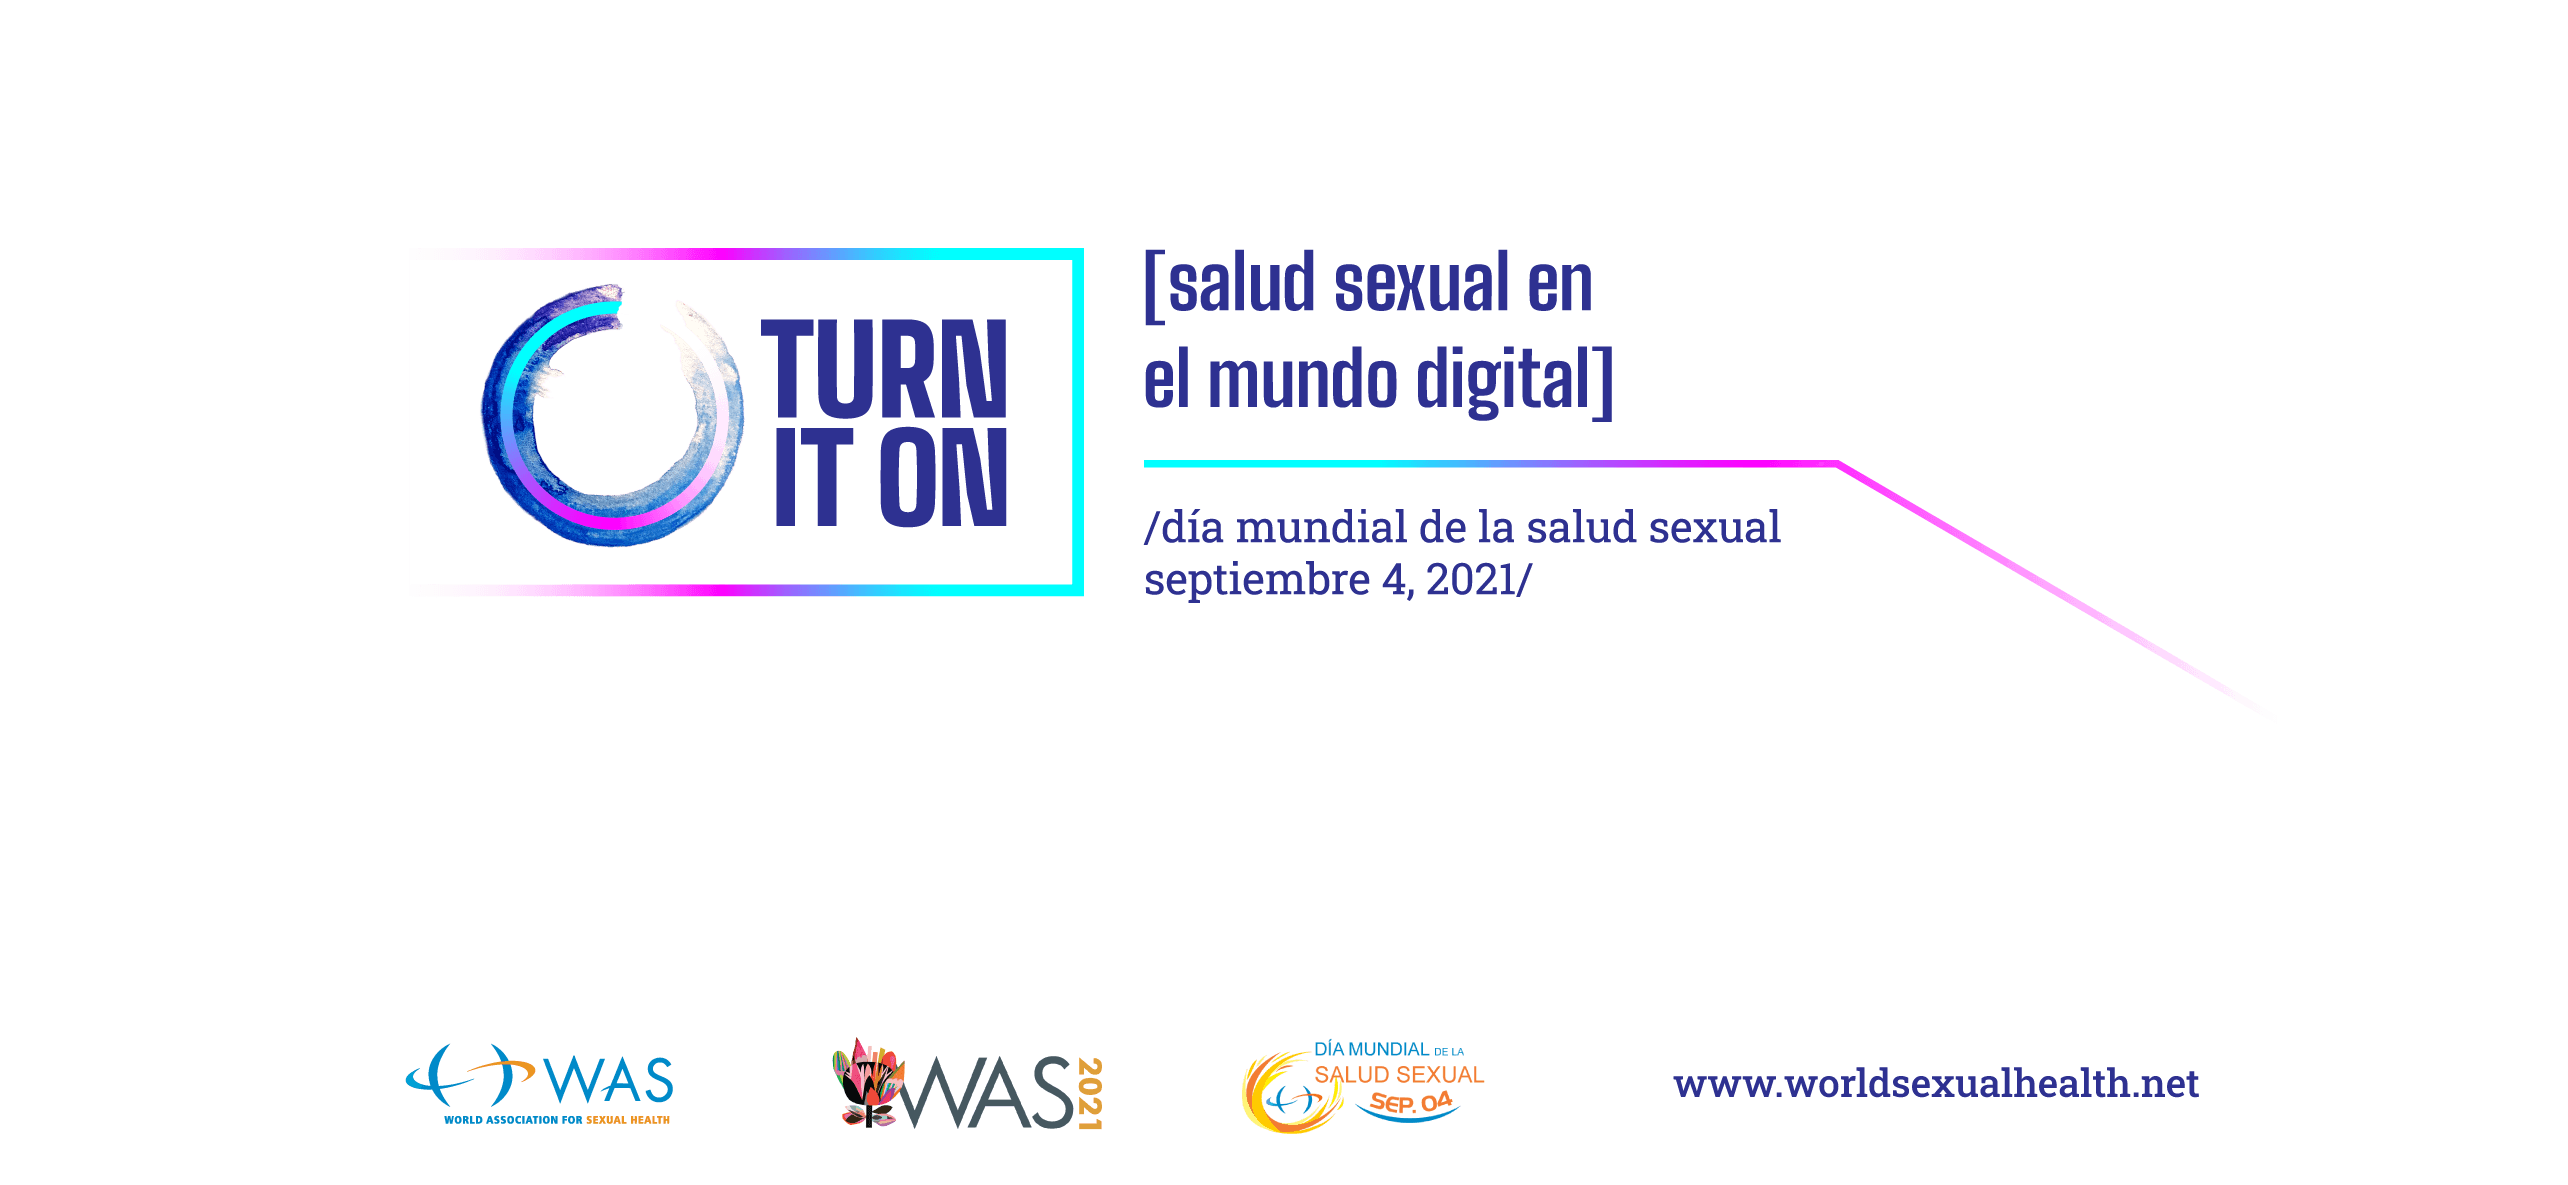 TURN
IT ON
[salud sexual en
el mundo digital]
/día mundial de la salud sexual
septiembre 4, 2021/
WAS
WORLD ASSOCIATION FOR SEXUAL HEALTH
WAS
2021
DÍA MUNDIAL DE LA
SALUD SEXUAL
SEP. 04
www.worldsexualhealth.net